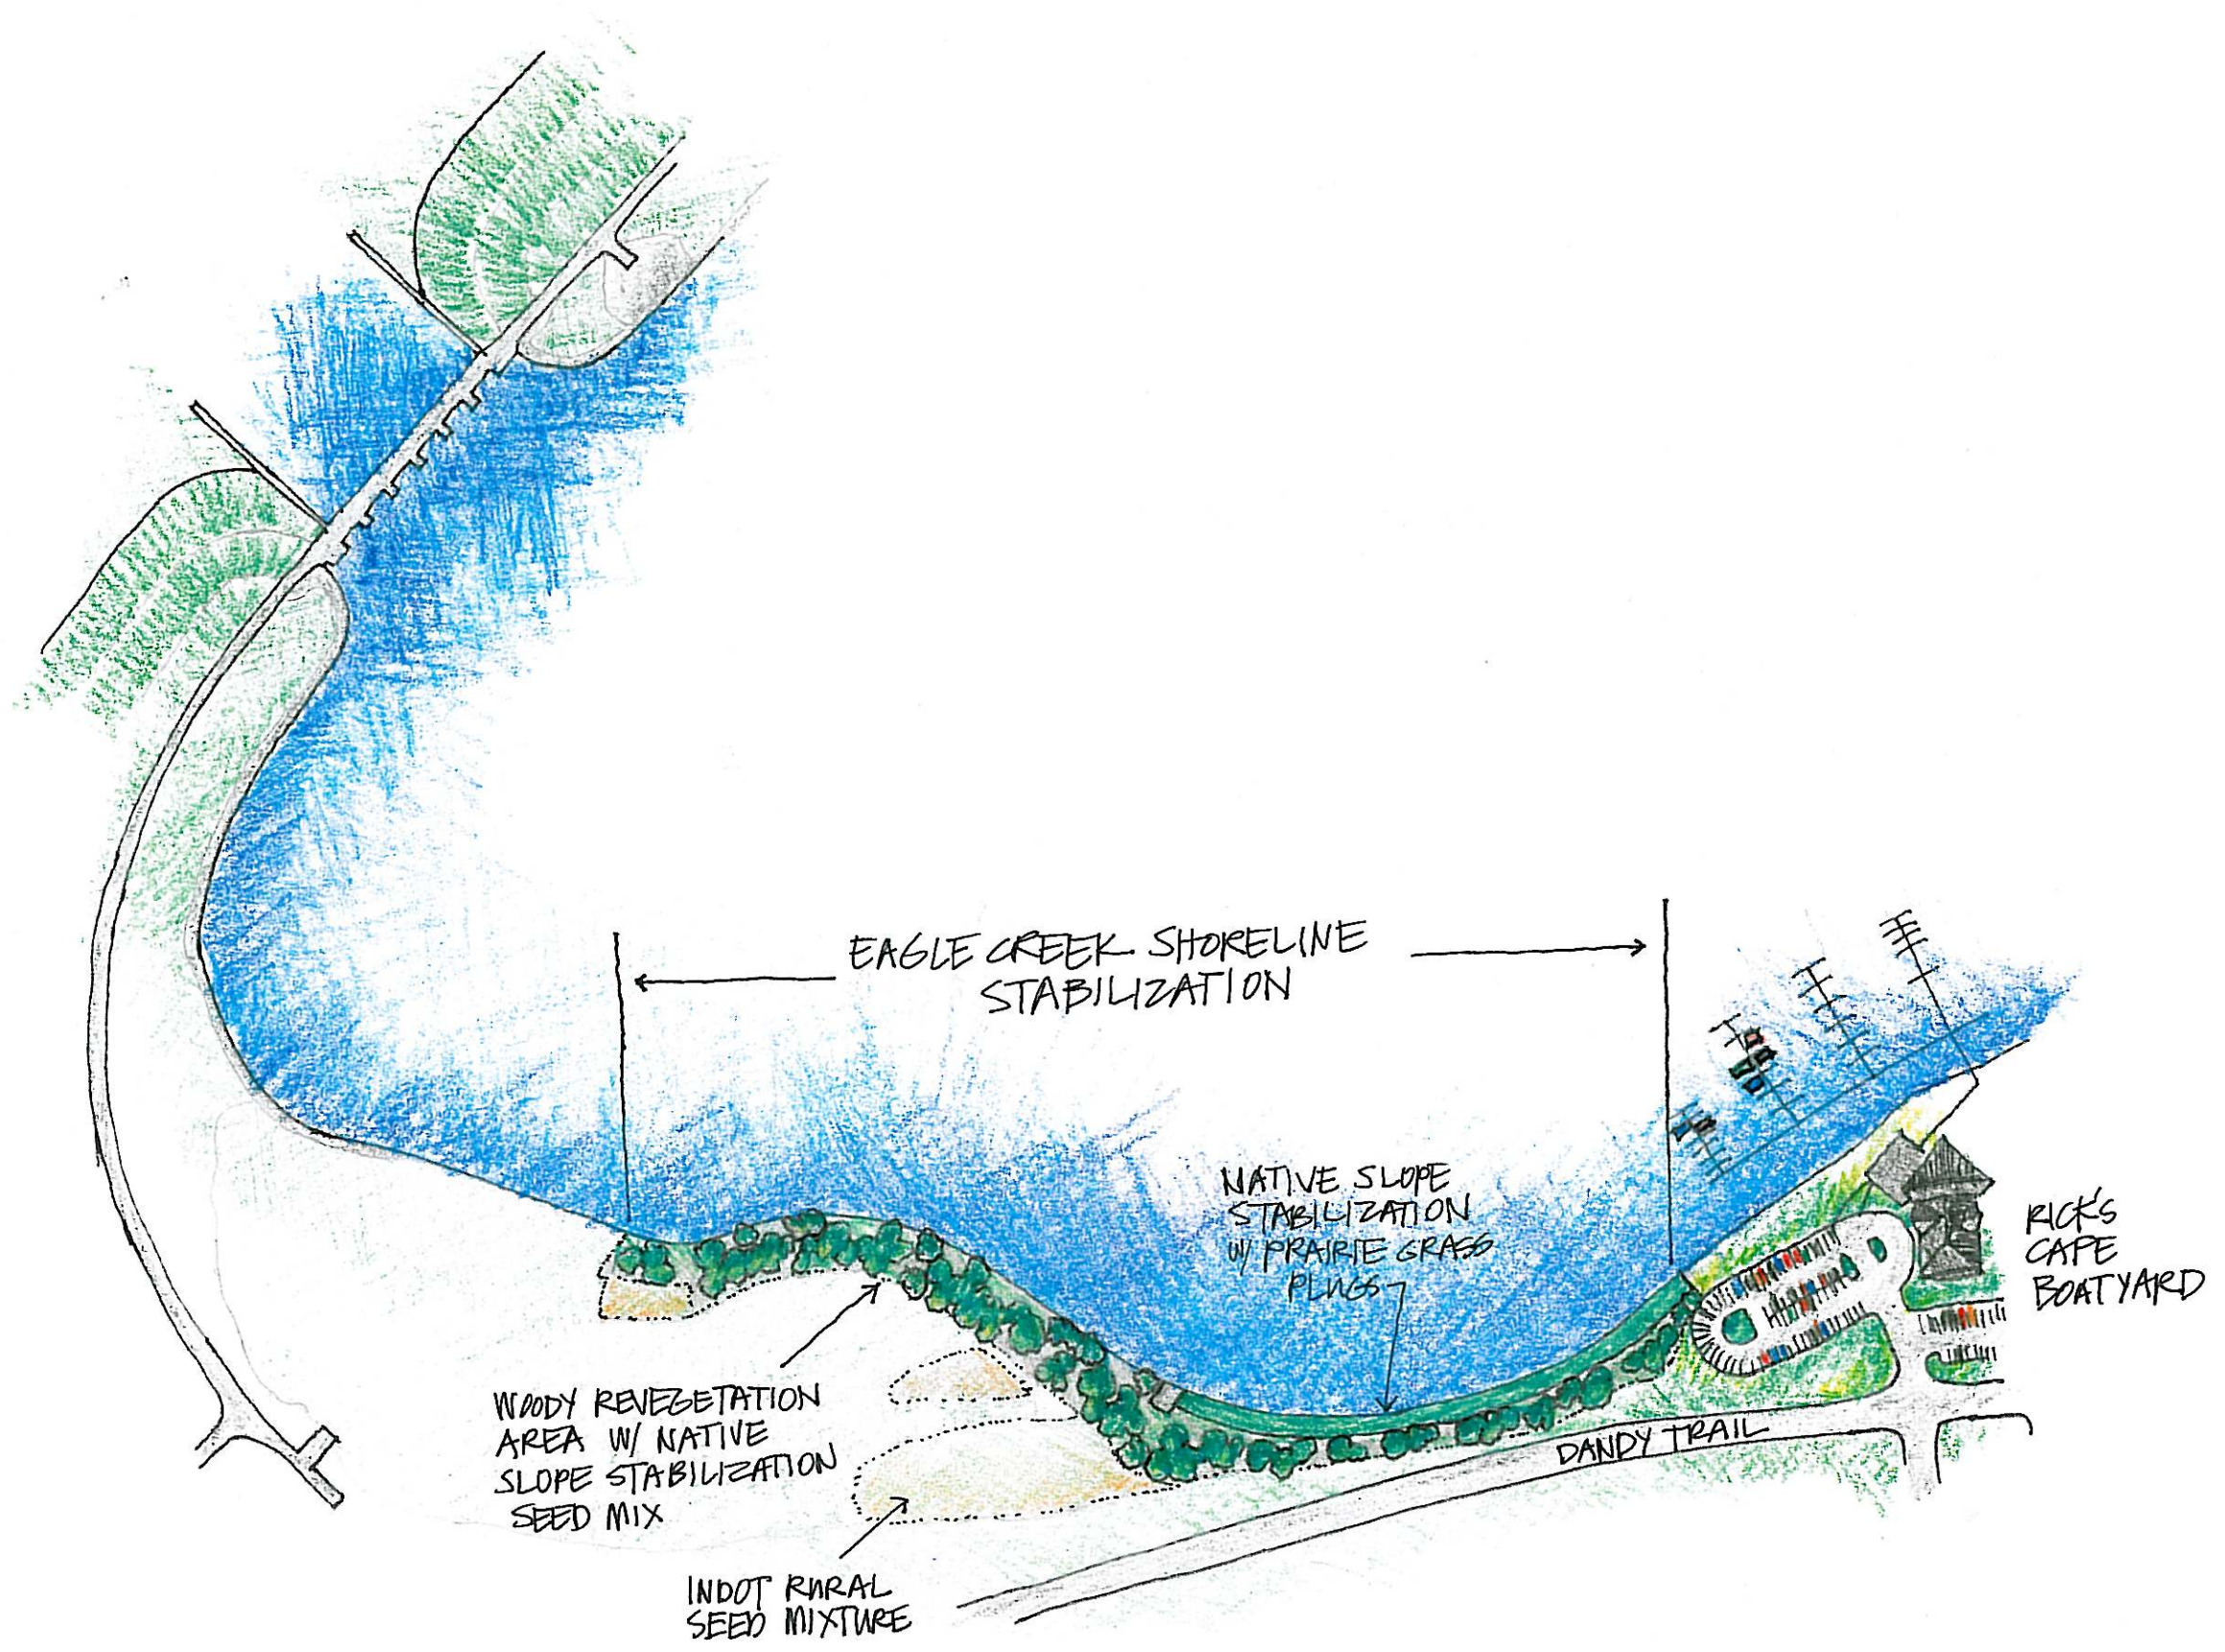 EAGLE CREEK SHORELINE
STABILIZATION
NATIVE SLOPE
STABILIZATION
W/ PRAIRIE GRASS
PLUGS
RICK'S
CAFE
BOATYARD
WOODY REVEGETATION
AREA W/ NATIVE
SLOPE STABILIZATION
SEED MIX
DANDY TRAIL
INDOT RURAL
SEED MIXTURE